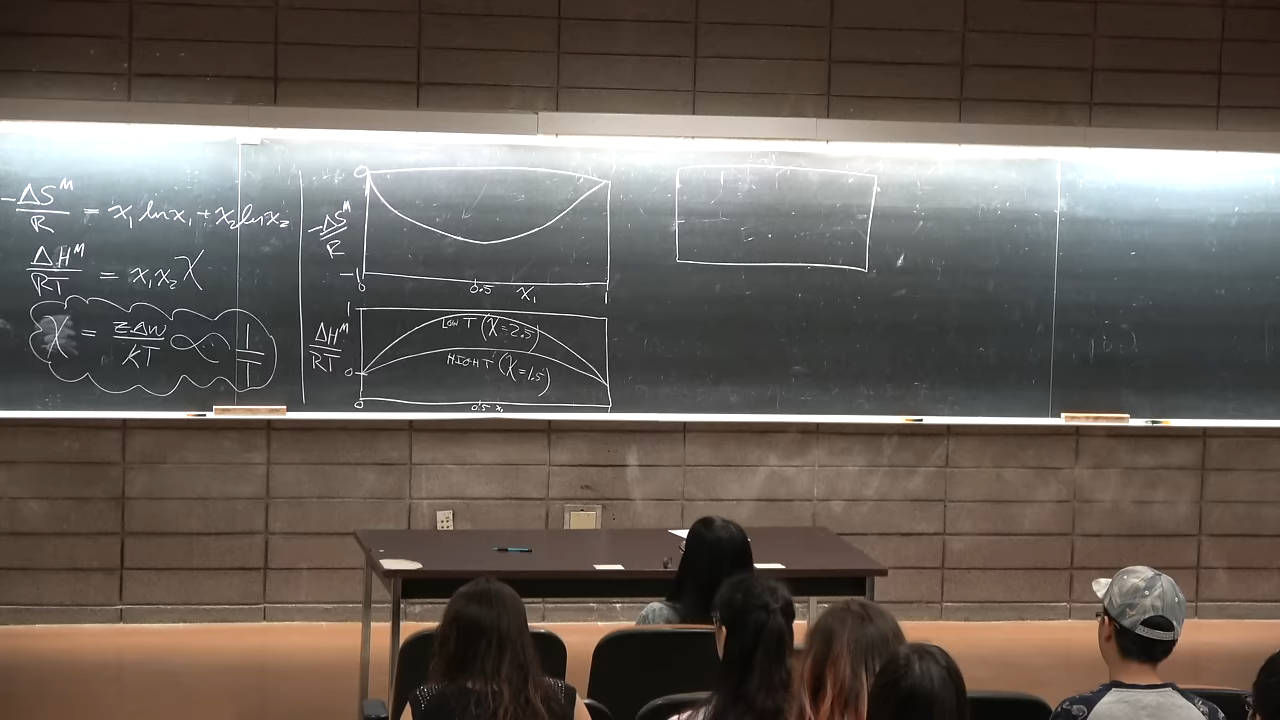 -ΔS^M/R = x₁ ln x₁ + x₂ ln x₂
ΔH^M/RT = x₁x₂χ
χ = zΔw/kT ∝ 1/T
0
-ΔS^M/R
-1
0 0.5 x₁ 1
1
ΔH^M/RT
LOW T (χ=2.5)
HIGH T (χ=1.5)
0
0 0.5 x₁